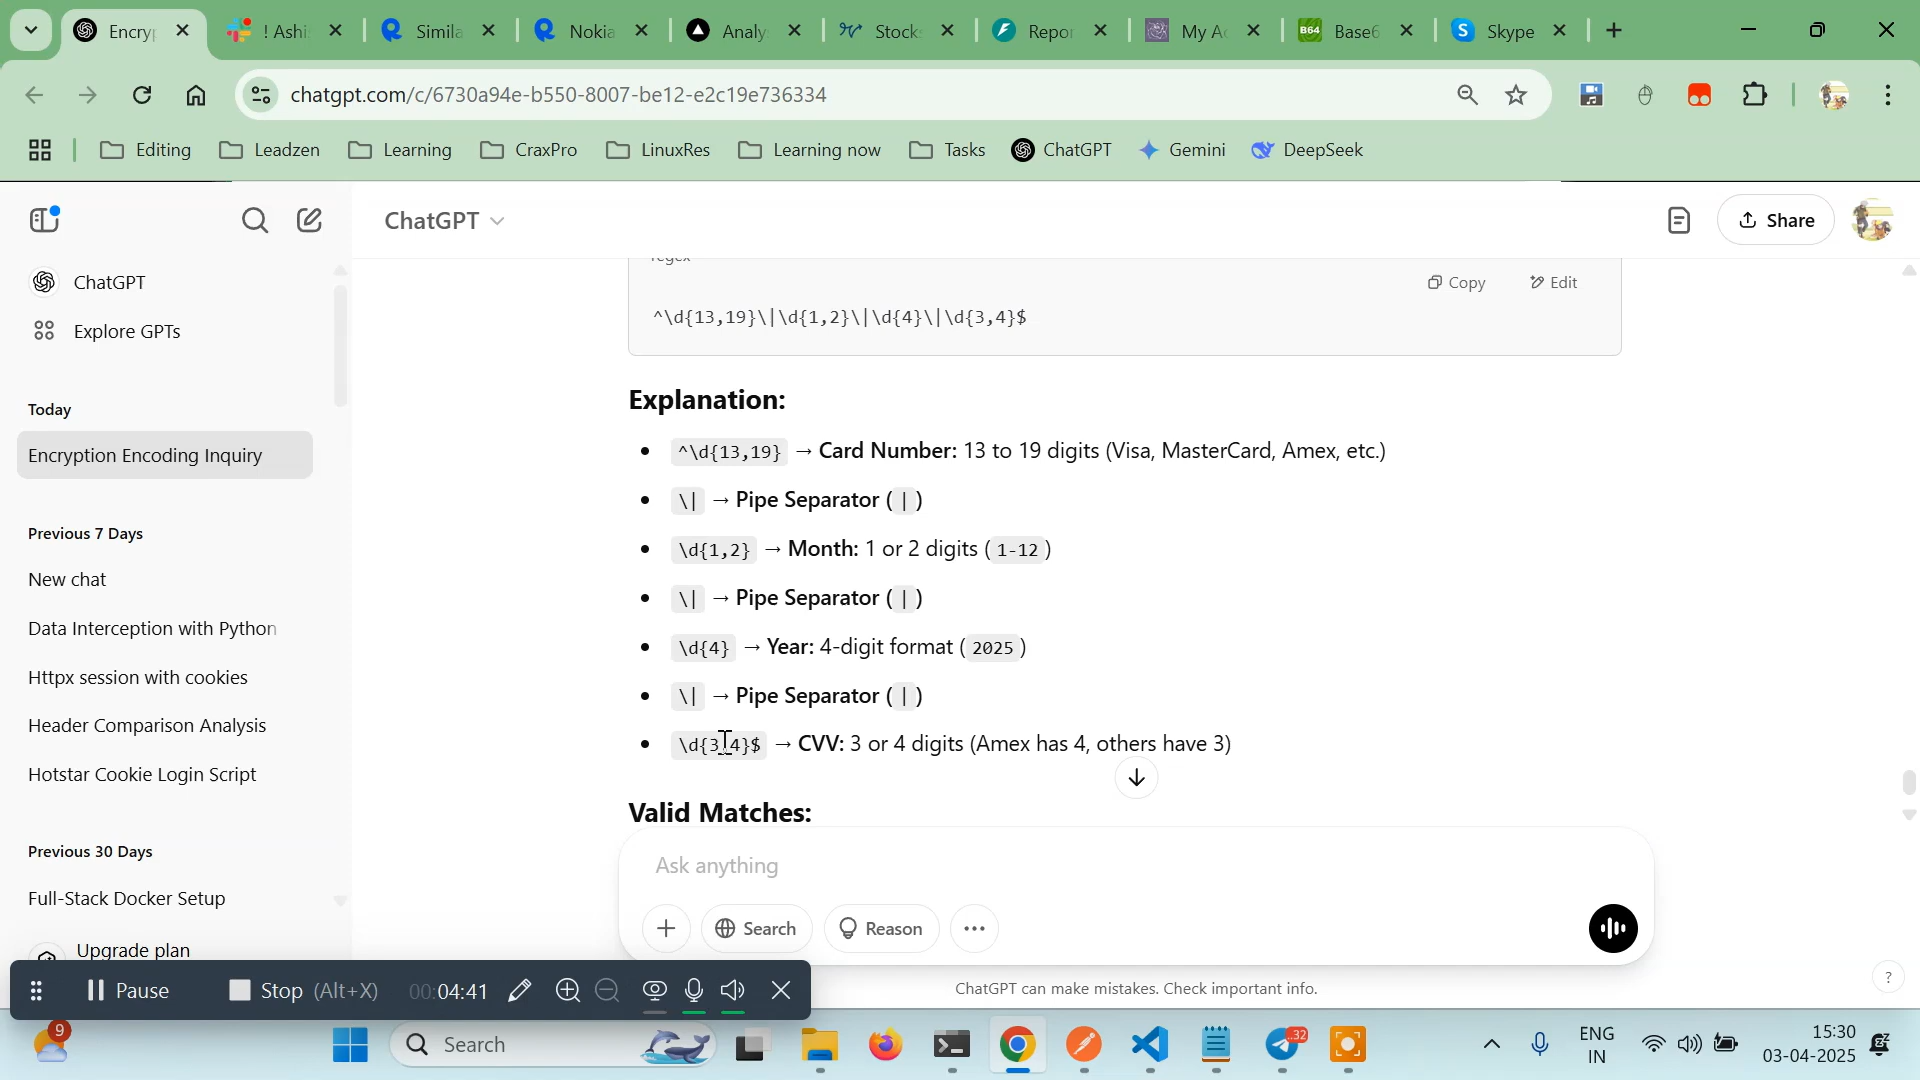 Encryp
! Ashi
Simila
Nokia
Analy
Stock
Repor
My Ac
B64
Base6
Skype
chatgpt.com/c/6730a94e-b550-8007-be12-e2c19e736334
Editing
Leadzen
Learning
CraxPro
LinuxRes
Learning now
Tasks
ChatGPT
Gemini
DeepSeek
ChatGPT
Share
ChatGPT
Explore GPTs
Today
Encryption Encoding Inquiry
Previous 7 Days
New chat
Data Interception with Python
Httpx session with cookies
Header Comparison Analysis
Hotstar Cookie Login Script
Previous 30 Days
Full-Stack Docker Setup
Upgrade plan
regex
Copy
Edit
^\d{13,19}\|\d{1,2}\|\d{4}\|\d{3,4}$
Explanation:
• ^\d{13,19} → Card Number: 13 to 19 digits (Visa, MasterCard, Amex, etc.)
• \| → Pipe Separator (|)
• \d{1,2} → Month: 1 or 2 digits (1-12)
• \| → Pipe Separator (|)
• \d{4} → Year: 4-digit format (2025)
• \| → Pipe Separator (|)
• \d{3,4}$ → CVV: 3 or 4 digits (Amex has 4, others have 3)
Valid Matches:
Ask anything
Search
Reason
ChatGPT can make mistakes. Check important info.
?
Pause
Stop (Alt+X)
00:04:41
9
Search
32
ENG
IN
15:30
03-04-2025